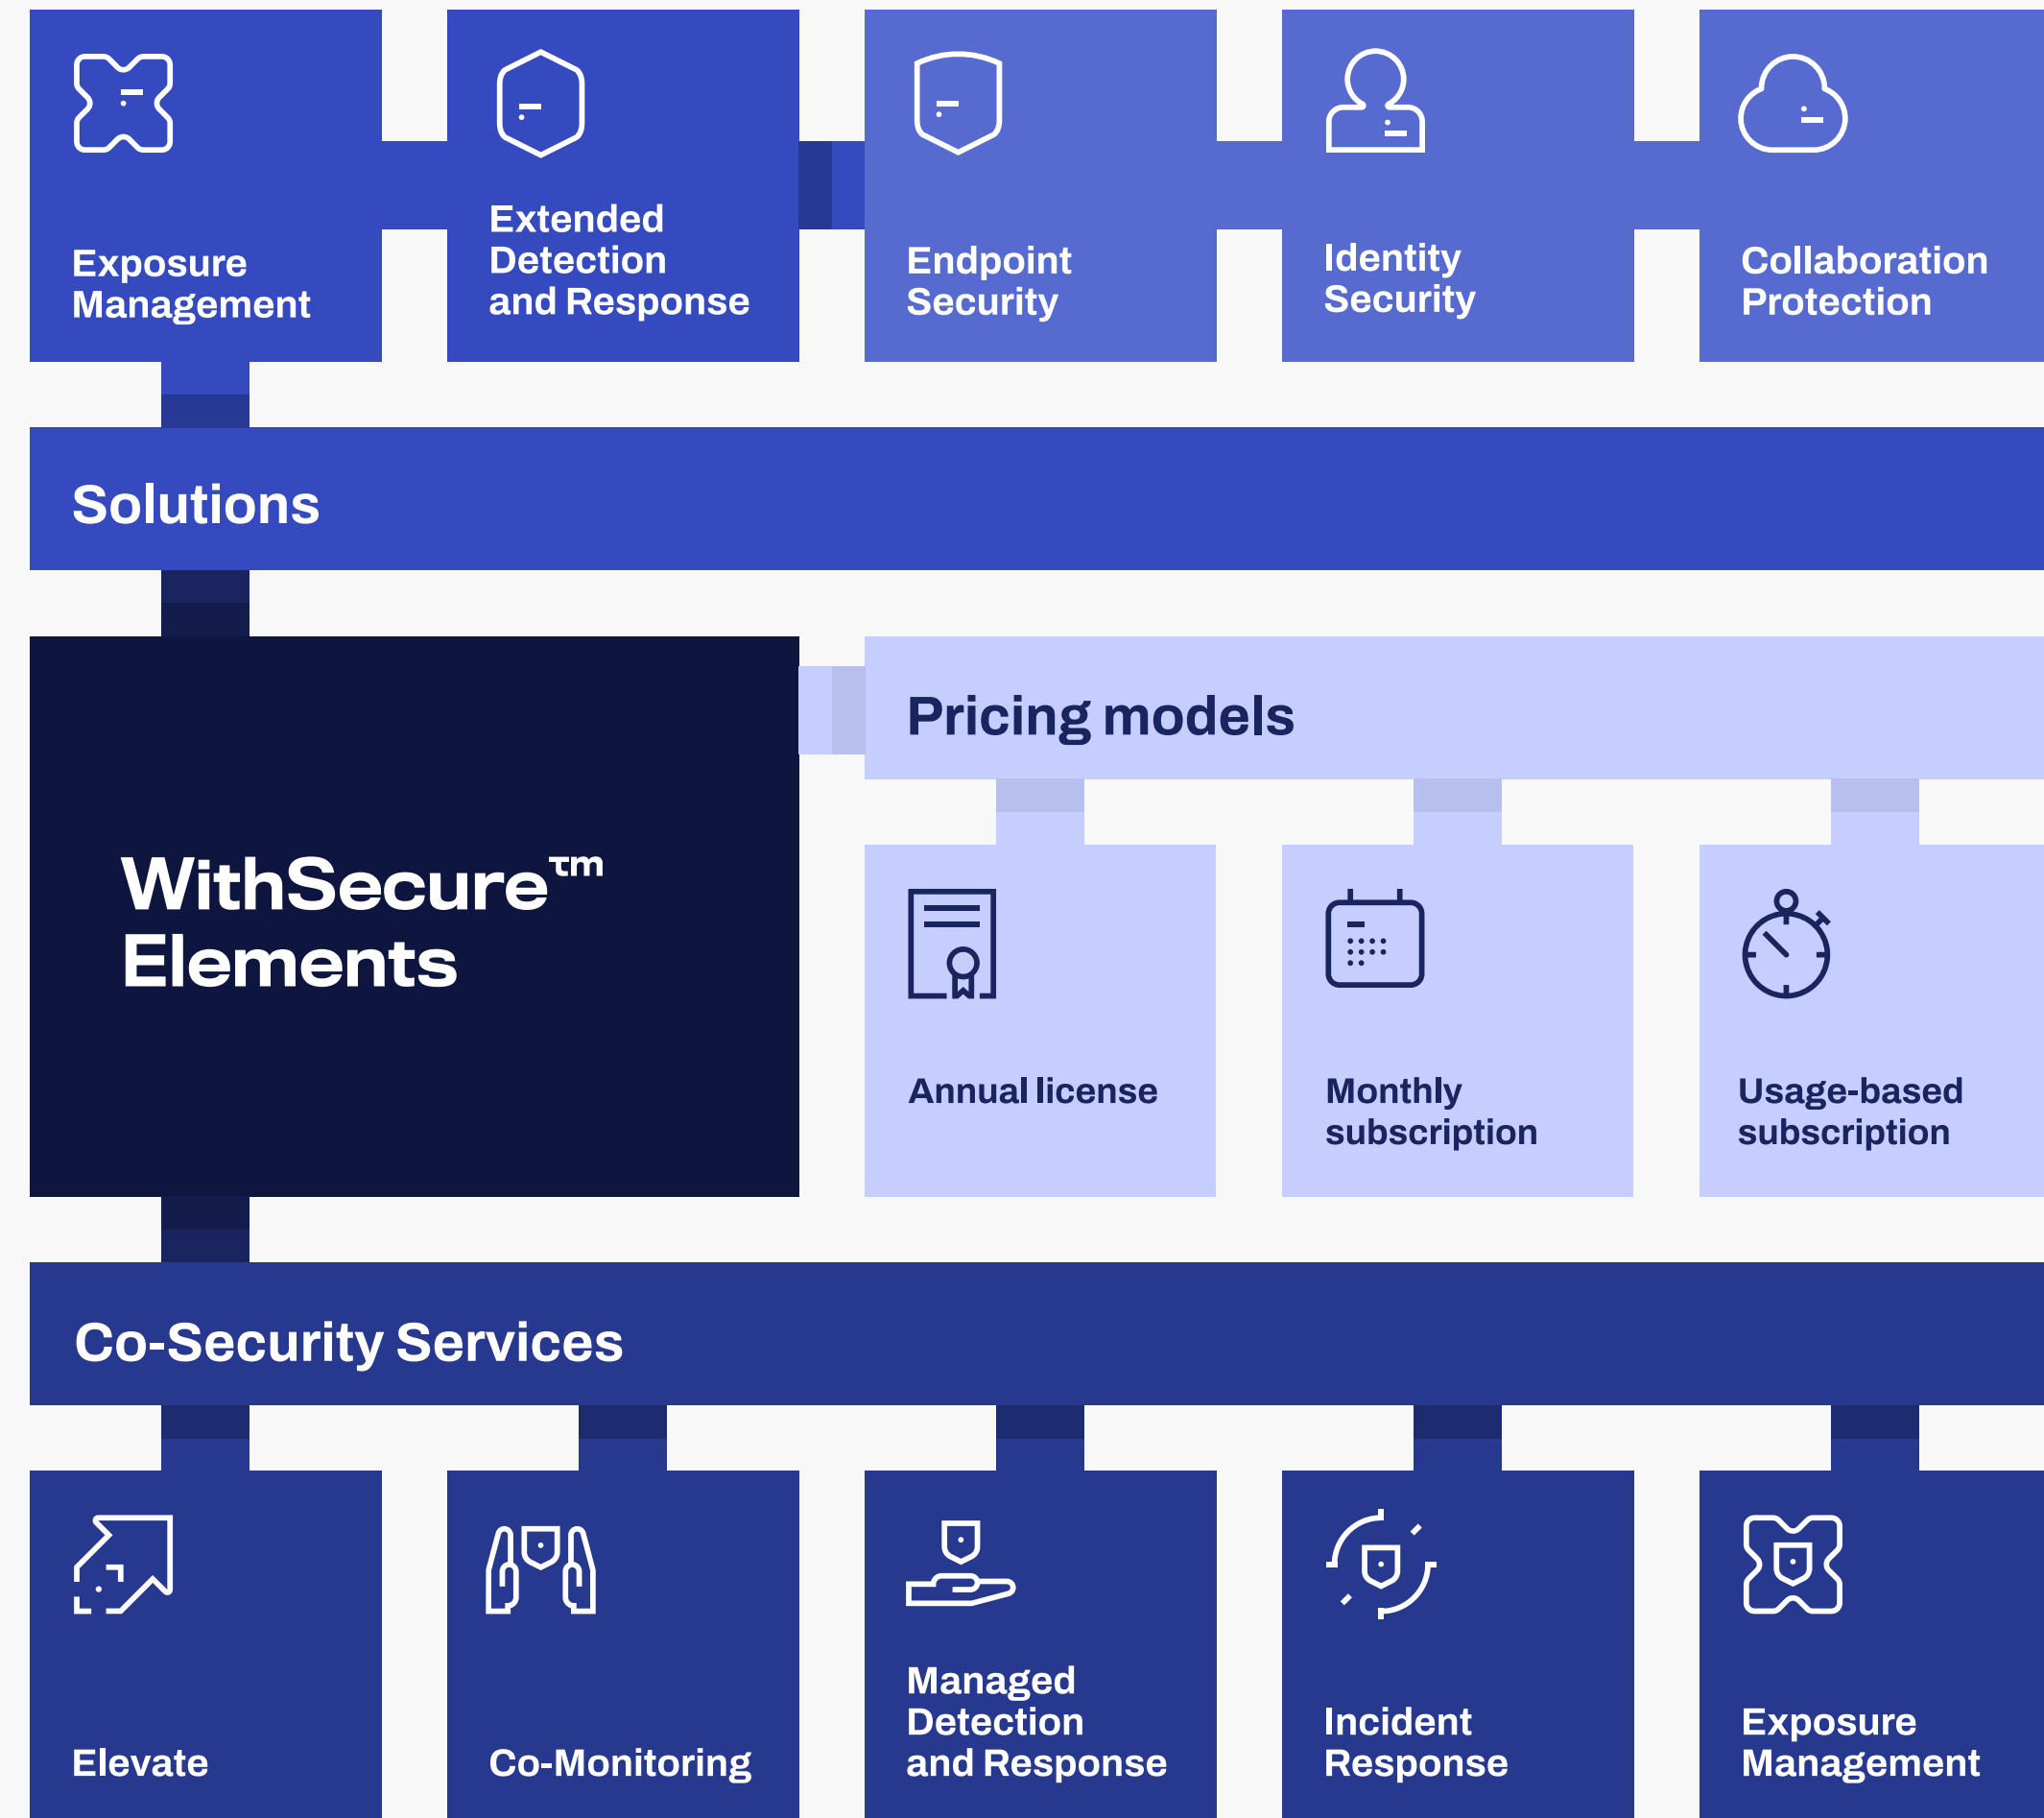 Exposure
Management
Extended
Detection
and Response
Endpoint
Security
Identity
Security
Collaboration
Protection
Solutions
WithSecure™
Elements
Pricing models
Annual license
Monthly
subscription
Usage-based
subscription
Co-Security Services
Elevate
Co-Monitoring
Managed
Detection
and Response
Incident
Response
Exposure
Management